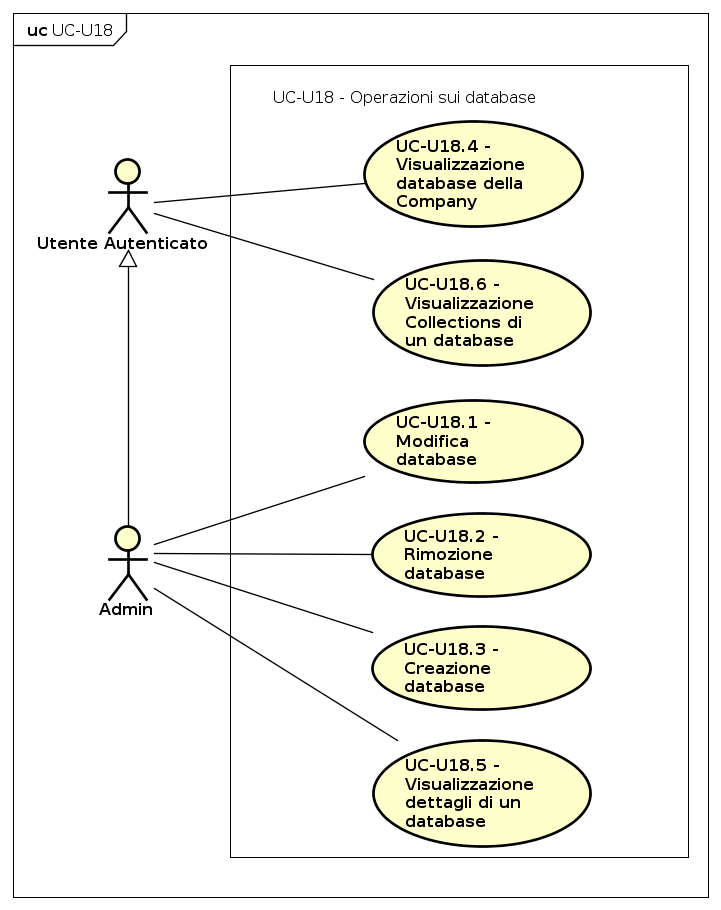 uc UC-U18
UC-U18 - Operazioni sui database
UC-U18.4 -
Visualizzazione
database della
Company
Utente Autenticato
UC-U18.6 -
Visualizzazione
Collections di
un database
UC-U18.1 -
Modifica
database
UC-U18.2 -
Rimozione
database
Admin
UC-U18.3 -
Creazione
database
UC-U18.5 -
Visualizzazione
dettagli di un
database